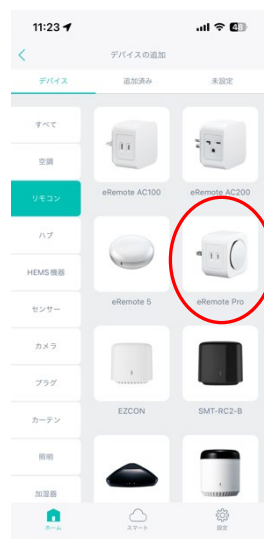 11:23
48
デバイスの追加
デバイス
追加済み
未設定
すべて
空調
リモコン
ハブ
HEMS機器
センサー
カメラ
プラグ
カーテン
照明
加湿器
eRemote AC100
eRemote AC200
eRemote 5
eRemote Pro
EZCON
SMT-RC2-B
ホーム
スマート
設定